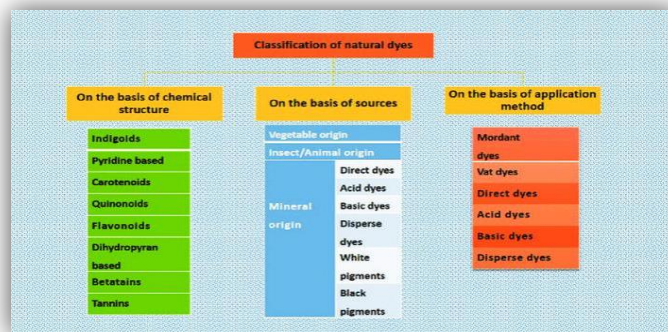 Classification of natural dyes
On the basis of chemical
structure
Indigoids
Pyridine based
Carotenoids
Quinonoids
Flavonoids
Dihydropyran
based
Betatains
Tannins
On the basis of sources
Vegetable origin
Insect/Animal origin
Mineral
origin
Direct dyes
Acid dyes
Basic dyes
Disperse
dyes
White
pigments
Black
pigments
On the basis of application
method
Mordant
dyes
Vat dyes
Direct dyes
Acid dyes
Basic dyes
Disperse dyes